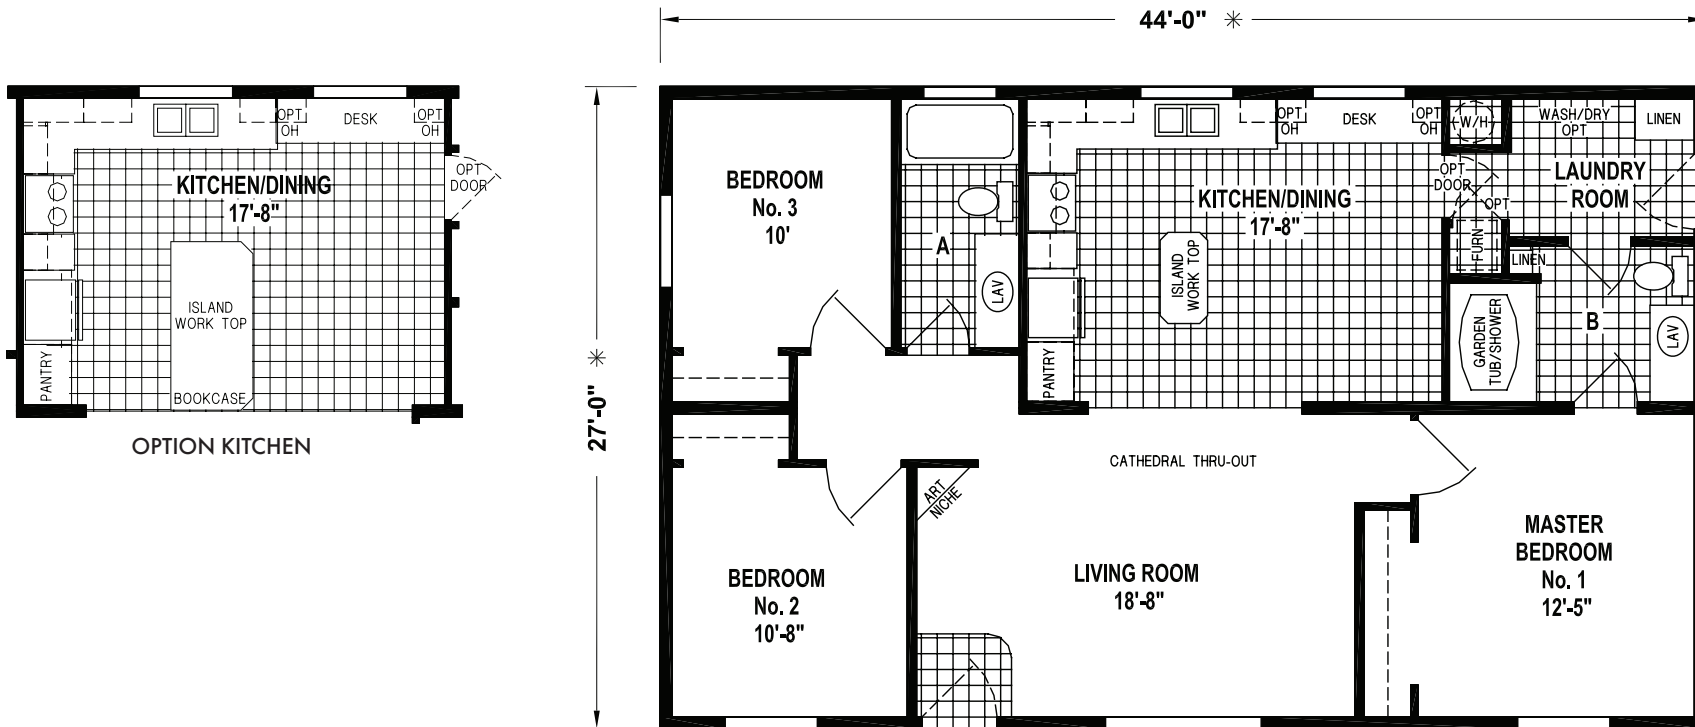 44'-0" ✳
OPT
OH
DESK
OPT
OH
OPT
DOOR
KITCHEN/DINING
17'-8"
ISLAND
WORK TOP
PANTRY
BOOKCASE
OPTION KITCHEN
27'-0" ✳
BEDROOM
No. 3
10'
A
LAV
OPT
OH
DESK
OPT
OH
KITCHEN/DINING
17'-8"
ISLAND
WORK TOP
PANTRY
W/H
WASH/DRY
OPT
LINEN
LAUNDRY
ROOM
OPT
DOOR
OPT
FURN
LINEN
GARDEN
TUB/SHOWER
B
LAV
CATHEDRAL THRU-OUT
ART
NICHE
BEDROOM
No. 2
10'-8"
LIVING ROOM
18'-8"
MASTER
BEDROOM
No. 1
12'-5"